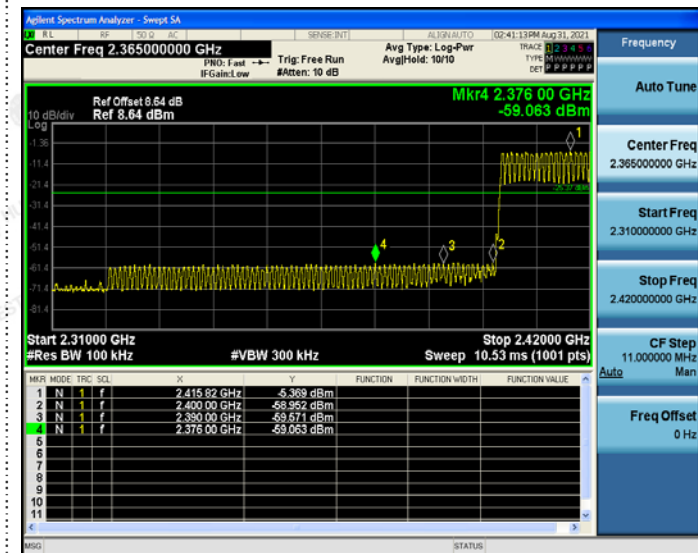 Agilent Spectrum Analyzer - Swept SA
RL RF 50 Ω AC SENSE:INT ALIGN AUTO 02:41:13PM Aug 31, 2021
Center Freq 2.365000000 GHz
PNO: Fast
IFGain:Low
Trig: Free Run
#Atten: 10 dB
Avg Type: Log-Pwr
Avg|Hold: 10/10
TRACE 1 2 3 4 5 6
TYPE M WWWWW
DET P P P P P P
Mkr4 2.376 00 GHz
-59.063 dBm
Ref Offset 8.64 dB
10 dB/div Ref 8.64 dBm
Log
-1.36
-11.4
-21.4
-31.4
-41.4
-51.4
-61.4
-71.4
-81.4
1
-25.37 dBm
4
3
2
Start 2.31000 GHz Stop 2.42000 GHz
#Res BW 100 kHz #VBW 300 kHz Sweep 10.53 ms (1001 pts)
MKR MODE TRC SCL X Y FUNCTION FUNCTION WIDTH FUNCTION VALUE
1 N 1 f 2.415 82 GHz -5.369 dBm
2 N 1 f 2.400 00 GHz -58.952 dBm
3 N 1 f 2.390 00 GHz -59.571 dBm
4 N 1 f 2.376 00 GHz -59.063 dBm
5
6
7
8
9
10
11
MSG STATUS
Frequency
Auto Tune
Center Freq
2.365000000 GHz
Start Freq
2.310000000 GHz
Stop Freq
2.420000000 GHz
CF Step
11.000000 MHz
Auto Man
Freq Offset
0 Hz